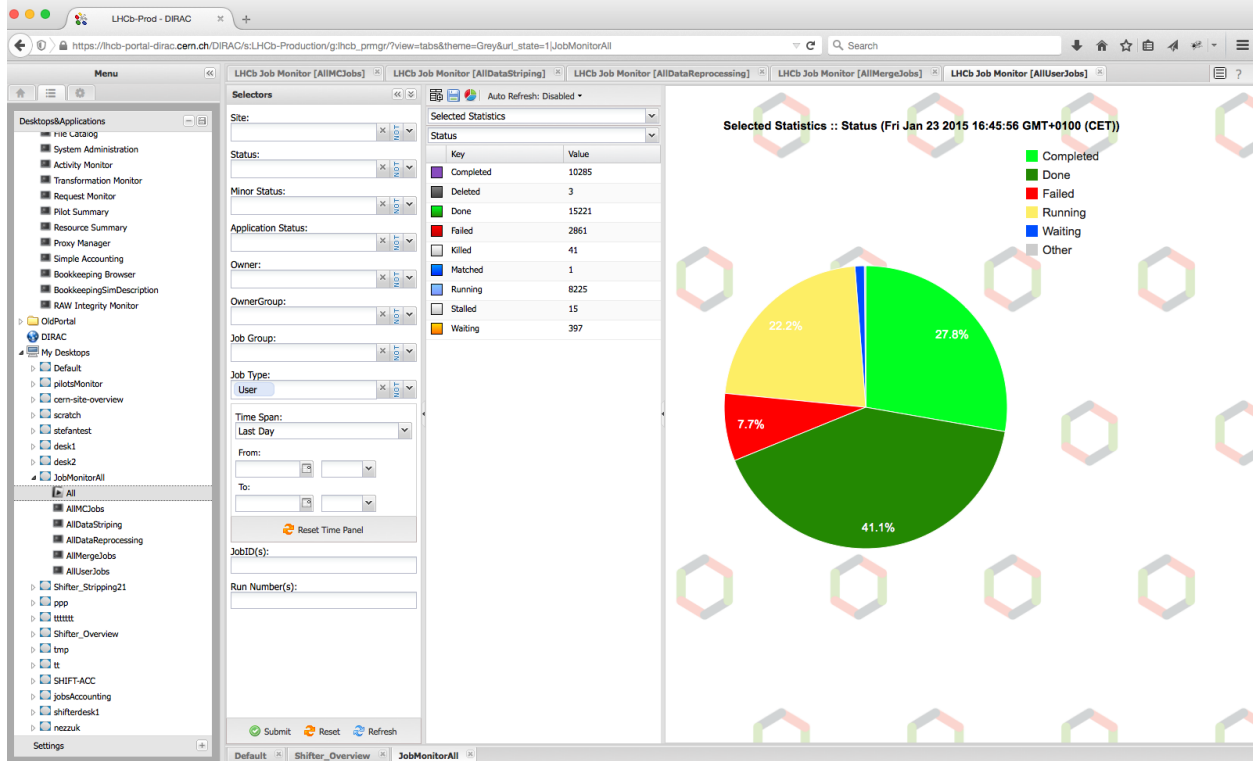 LHCb-Prod - DIRAC
https://lhcb-portal-dirac.cern.ch/DIRAC/s:LHCb-Production/g:lhcb_prmgr/?view=tabs&theme=Grey&url_state=1|JobMonitorAll
Search
Menu
LHCb Job Monitor [AllMCJobs]
LHCb Job Monitor [AllDataStriping]
LHCb Job Monitor [AllDataReprocessing]
LHCb Job Monitor [AllMergeJobs]
LHCb Job Monitor [AllUserJobs]
?
Desktops&Applications
File Catalog
System Administration
Activity Monitor
Transformation Monitor
Request Monitor
Pilot Summary
Resource Summary
Proxy Manager
Simple Accounting
Bookkeeping Browser
BookkeepingSimDescription
RAW Integrity Monitor
OldPortal
DIRAC
My Desktops
Default
pilotsMonitor
cern-site-overview
scratch
stefantest
desk1
desk2
JobMonitorAll
All
AllMCJobs
AllDataStriping
AllDataReprocessing
AllMergeJobs
AllUserJobs
Shifter_Stripping21
ppp
ttttttt
Shifter_Overview
tmp
tt
SHIFT-ACC
jobsAccounting
shifterdesk1
nezzuk
Settings
Selectors
Site:
NOT
Status:
NOT
Minor Status:
NOT
Application Status:
NOT
Owner:
NOT
OwnerGroup:
NOT
Job Group:
NOT
Job Type:
User
NOT
Time Span:
Last Day
From:
To:
Reset Time Panel
JobID(s):
Run Number(s):
Submit Reset Refresh
Auto Refresh: Disabled
Selected Statistics
Status
Key Value
Completed 10285
Deleted 3
Done 15221
Failed 2861
Killed 41
Matched 1
Running 8225
Stalled 15
Waiting 397
Selected Statistics :: Status (Fri Jan 23 2015 16:45:56 GMT+0100 (CET))
Completed
Done
Failed
Running
Waiting
Other
22.2%
27.8%
7.7%
41.1%
Default
Shifter_Overview
JobMonitorAll